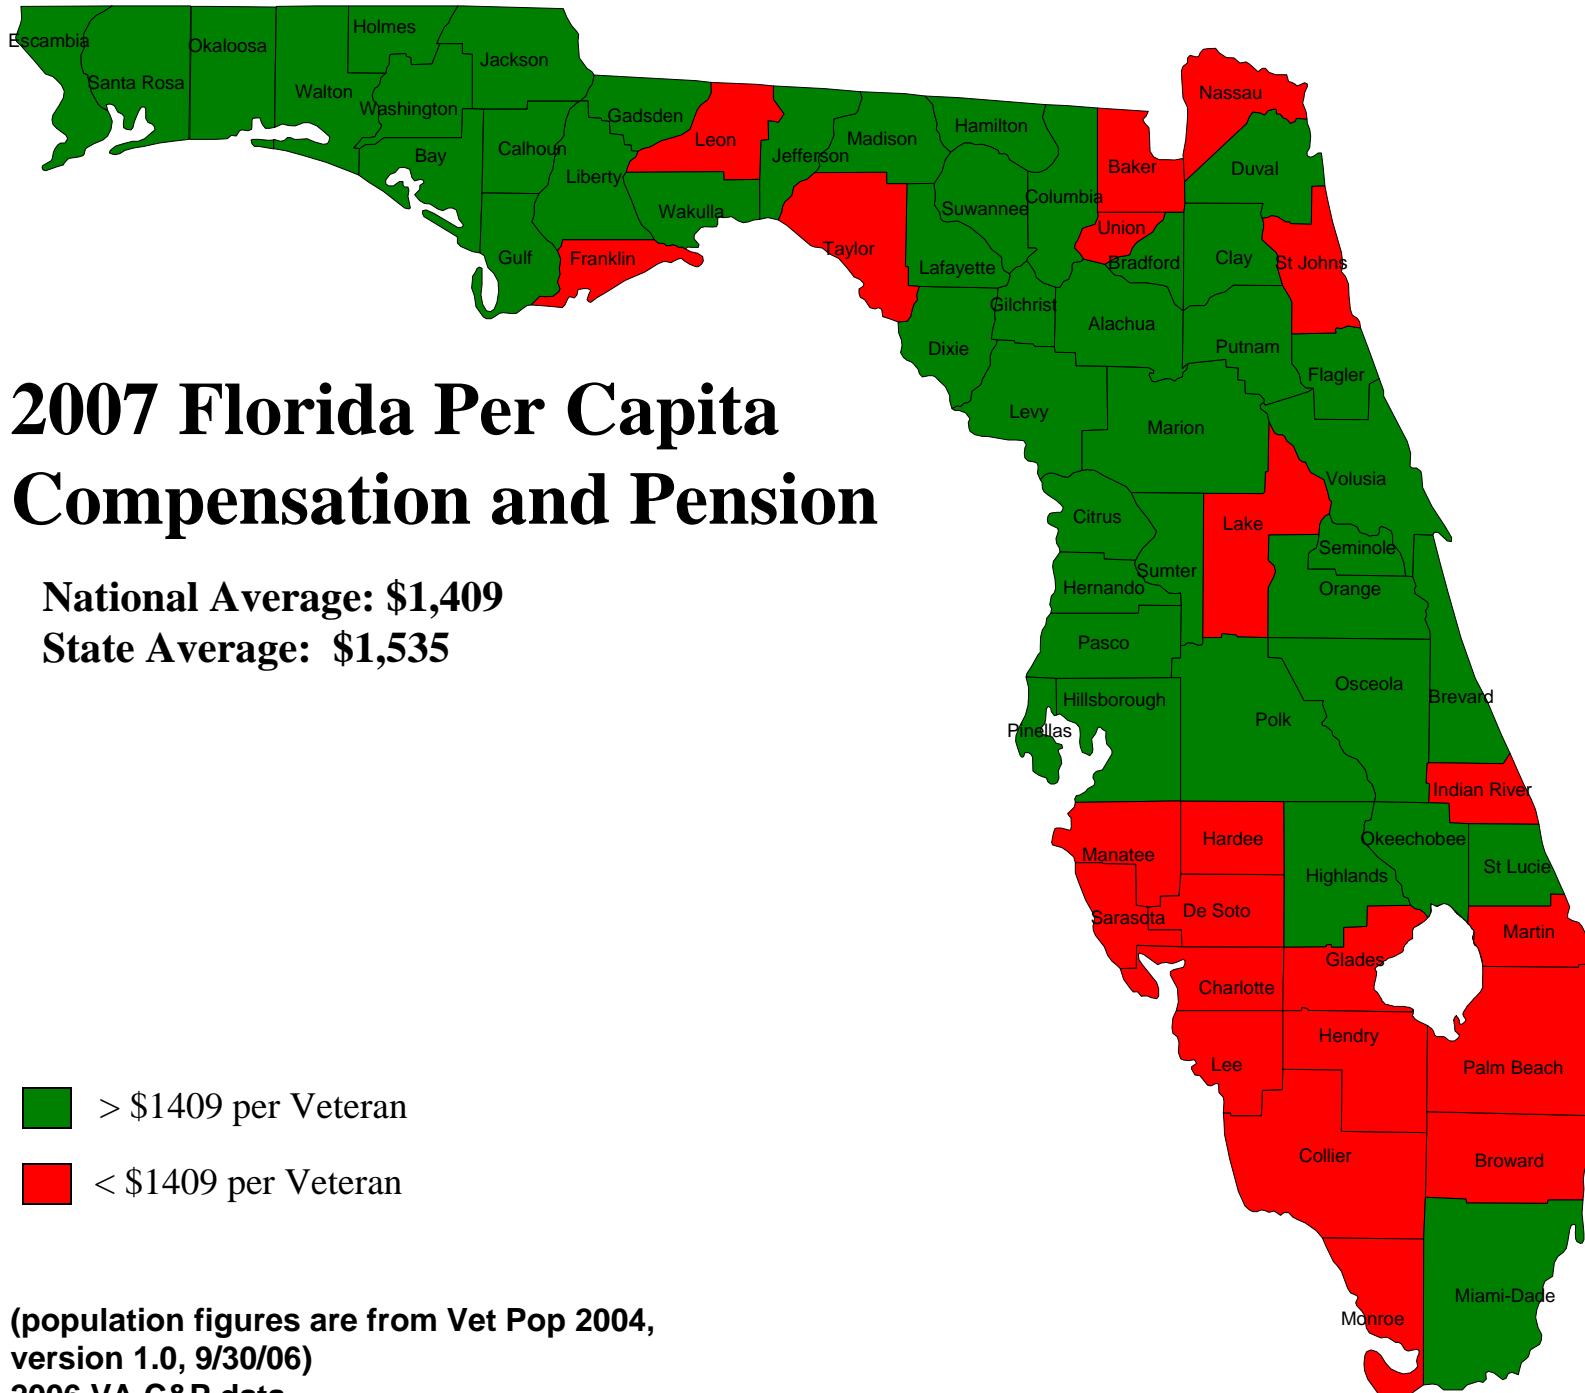 Escambia
Santa Rosa
Okaloosa
Walton
Holmes
Washington
Jackson
Bay
Calhoun
Gulf
Liberty
Gadsden
Franklin
Leon
Wakulla
Jefferson
Madison
Taylor
Hamilton
Suwannee
Lafayette
Columbia
Dixie
Gilchrist
Baker
Union
Bradford
Alachua
Nassau
Duval
Clay
St Johns
Putnam
Flagler
Levy
Marion
Volusia
Citrus
Lake
Sumter
Hernando
Seminole
Orange
Pasco
Hillsborough
Pinellas
Polk
Osceola
Brevard
Indian River
Manatee
Hardee
Highlands
Okeechobee
St Lucie
Sarasota
De Soto
Martin
Glades
Charlotte
Lee
Hendry
Palm Beach
Collier
Broward
Miami-Dade
Monroe
2007 Florida Per Capita
Compensation and Pension
National Average: $1,409
State Average: $1,535
> $1409 per Veteran
< $1409 per Veteran
(population figures are from Vet Pop 2004,
version 1.0, 9/30/06)
2006 VA C&P data